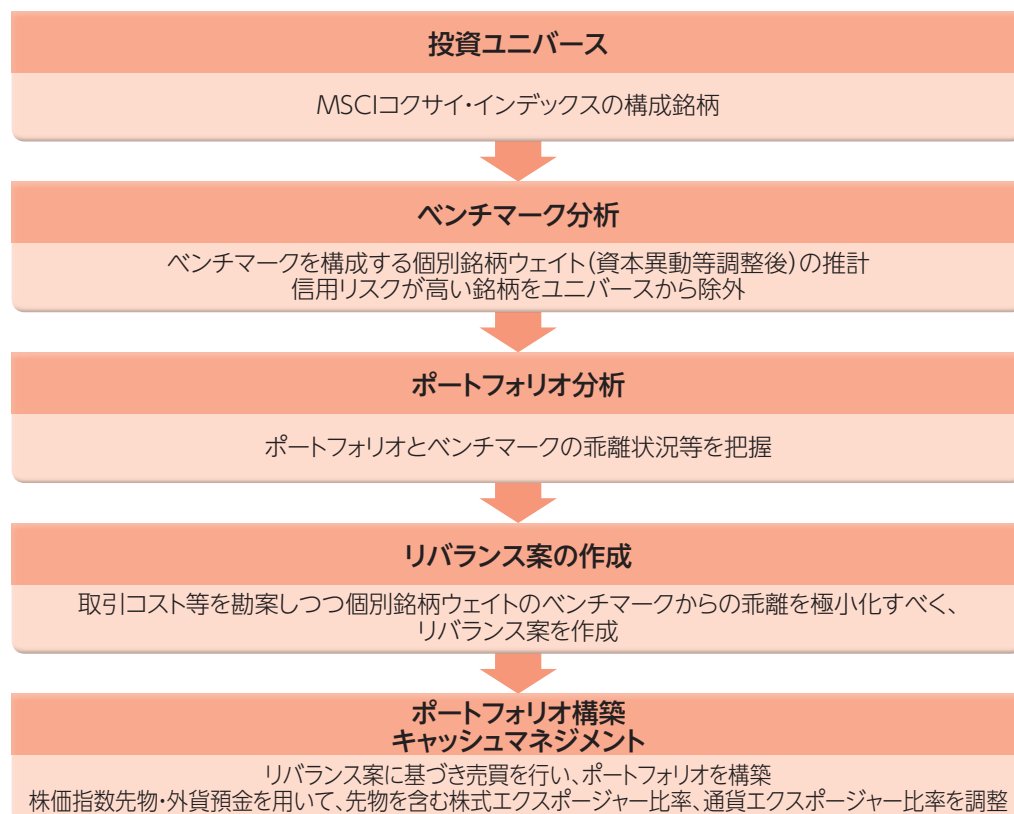 投資ユニバース
MSCIコクサイ・インデックスの構成銘柄
ベンチマーク分析
ベンチマークを構成する個別銘柄ウェイト(資本異動等調整後)の推計
信用リスクが高い銘柄をユニバースから除外
ポートフォリオ分析
ポートフォリオとベンチマークの乖離状況等を把握
リバランス案の作成
取引コスト等を勘案しつつ個別銘柄ウェイトのベンチマークからの乖離を極小化すべく、
リバランス案を作成
ポートフォリオ構築
キャッシュマネジメント
リバランス案に基づき売買を行い、ポートフォリオを構築
株価指数先物・外貨預金を用いて、先物を含む株式エクスポージャー比率、通貨エクスポージャー比率を調整